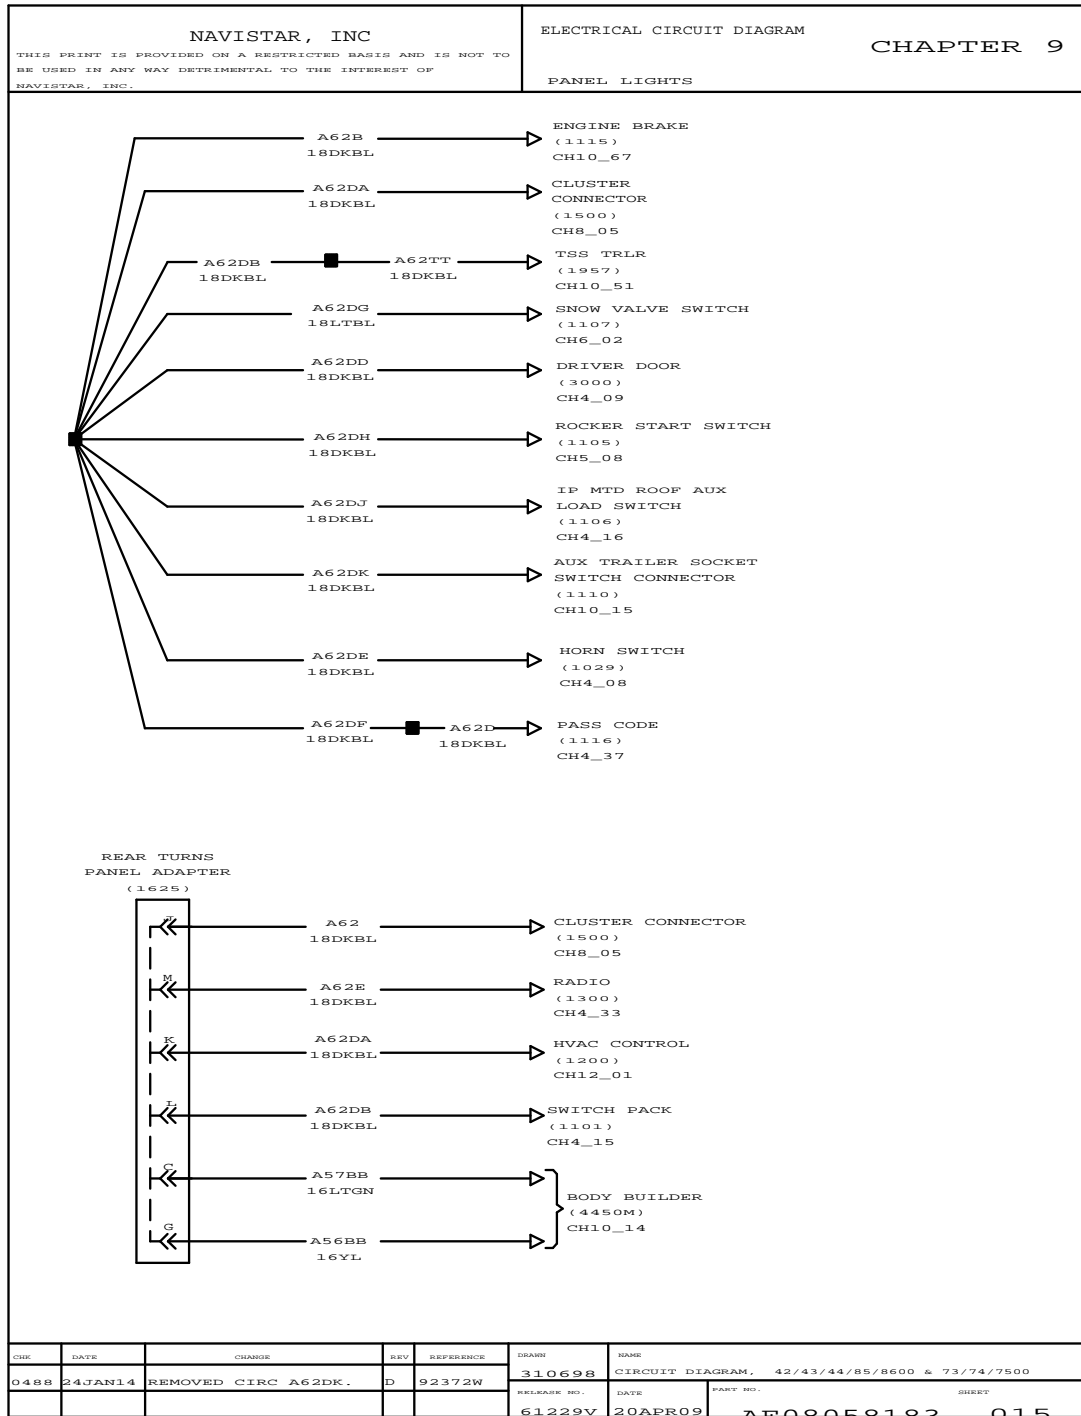 NAVISTAR, INC
THIS PRINT IS PROVIDED ON A RESTRICTED BASIS AND IS NOT TO
BE USED IN ANY WAY DETRIMENTAL TO THE INTEREST OF
NAVISTAR, INC.
ELECTRICAL CIRCUIT DIAGRAM
CHAPTER 9
PANEL LIGHTS
A62B
18DKBL
ENGINE BRAKE
(1115)
CH10_67
A62DA
18DKBL
CLUSTER
CONNECTOR
(1500)
CH8_05
A62DB
18DKBL
A62TT
18DKBL
TSS TRLR
(1957)
CH10_51
A62DG
18LTBL
SNOW VALVE SWITCH
(1107)
CH6_02
A62DD
18DKBL
DRIVER DOOR
(3000)
CH4_09
A62DH
18DKBL
ROCKER START SWITCH
(1105)
CH5_08
A62DJ
18DKBL
IP MTD ROOF AUX
LOAD SWITCH
(1106)
CH4_16
A62DK
18DKBL
AUX TRAILER SOCKET
SWITCH CONNECTOR
(1110)
CH10_15
A62DE
18DKBL
HORN SWITCH
(1029)
CH4_08
A62DF
18DKBL
A62D
18DKBL
PASS CODE
(1116)
CH4_37
REAR TURNS
PANEL ADAPTER
(1625)
J
A62
18DKBL
CLUSTER CONNECTOR
(1500)
CH8_05
M
A62E
18DKBL
RADIO
(1300)
CH4_33
K
A62DA
18DKBL
HVAC CONTROL
(1200)
CH12_01
L
A62DB
18DKBL
SWITCH PACK
(1101)
CH4_15
C
A57BB
16LTGN
G
A56BB
16YL
BODY BUILDER
(4450M)
CH10_14
CHK DATE CHANGE REV REFERENCE
0488 24JAN14 REMOVED CIRC A62DK. D 92372W
DRAWN
310698
NAME
CIRCUIT DIAGRAM, 42/43/44/85/8600 & 73/74/7500
RELEASE NO.
61229V
DATE
20APR09
PART NO.
AE08058182
SHEET
015